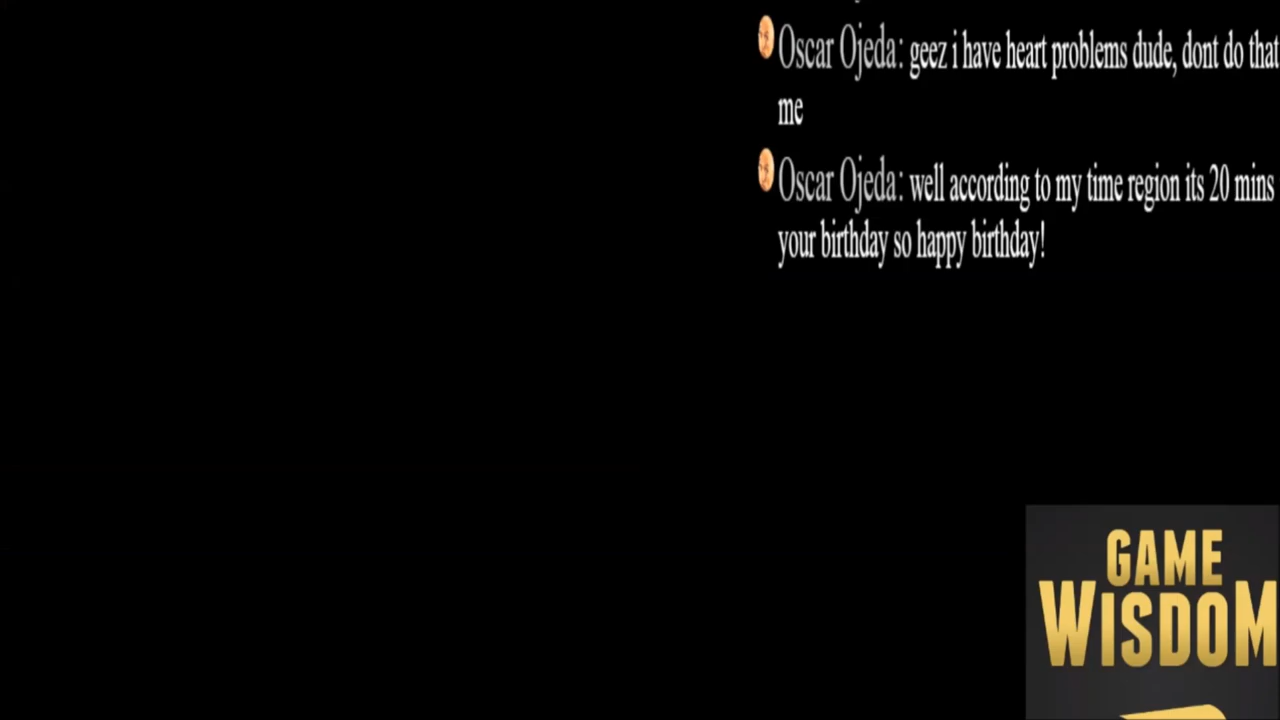 Oscar Ojeda: geez i have heart problems dude, dont do that
me
Oscar Ojeda: well according to my time region its 20 mins
your birthday so happy birthday!
GAME
WISDOM